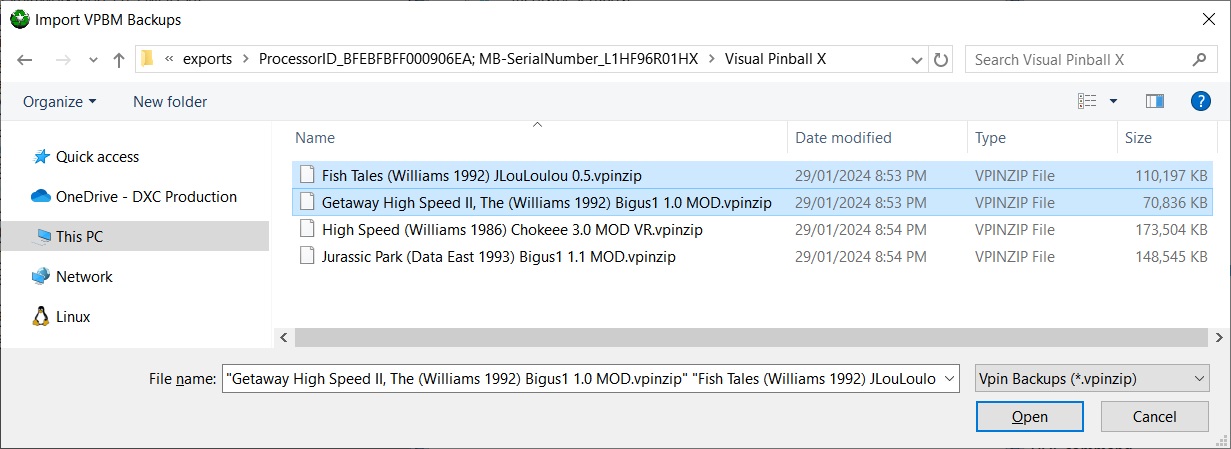 Import VPBM Backups
« exports > ProcessorID_BFEBFBFF000906EA; MB-SerialNumber_L1HF96R01HX > Visual Pinball X
Search Visual Pinball X
Organize
New folder
Name Date modified Type Size
Quick access
OneDrive - DXC Production
This PC
Network
Linux
Fish Tales (Williams 1992) JLouLoulou 0.5.vpinzip 29/01/2024 8:53 PM VPINZIP File 110,197 KB
Getaway High Speed II, The (Williams 1992) Bigus1 1.0 MOD.vpinzip 29/01/2024 8:53 PM VPINZIP File 70,836 KB
High Speed (Williams 1986) Chokeee 3.0 MOD VR.vpinzip 29/01/2024 8:54 PM VPINZIP File 173,504 KB
Jurassic Park (Data East 1993) Bigus1 1.1 MOD.vpinzip 29/01/2024 8:54 PM VPINZIP File 148,545 KB
File name: "Getaway High Speed II, The (Williams 1992) Bigus1 1.0 MOD.vpinzip" "Fish Tales (Williams 1992) JLouLoulo
Vpin Backups (*.vpinzip)
Open
Cancel